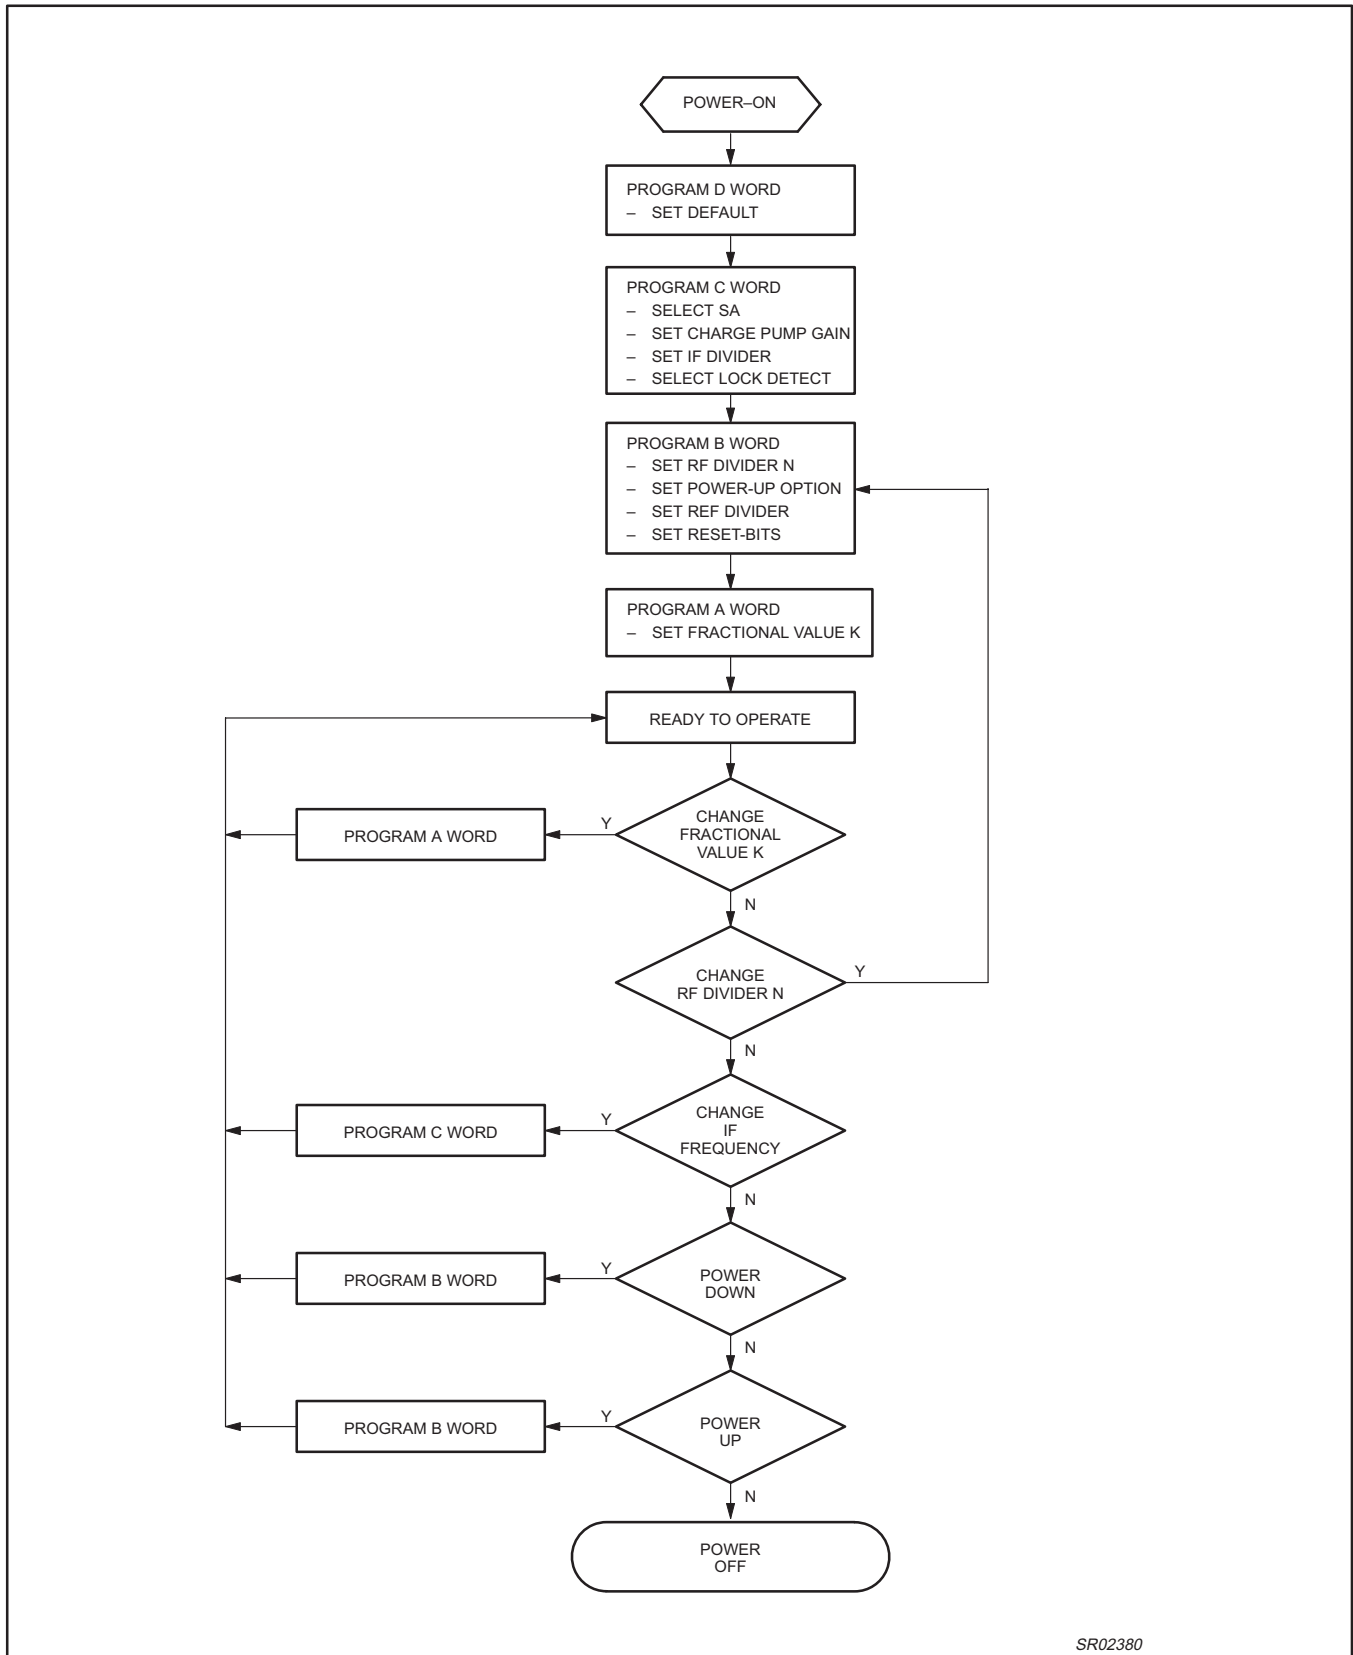 POWER–ON
PROGRAM D WORD
– SET DEFAULT
PROGRAM C WORD
– SELECT SA
– SET CHARGE PUMP GAIN
– SET IF DIVIDER
– SELECT LOCK DETECT
PROGRAM B WORD
– SET RF DIVIDER N
– SET POWER-UP OPTION
– SET REF DIVIDER
– SET RESET-BITS
PROGRAM A WORD
– SET FRACTIONAL VALUE K
READY TO OPERATE
CHANGE
FRACTIONAL
VALUE K
Y
PROGRAM A WORD
N
CHANGE
RF DIVIDER N
Y
N
CHANGE
IF
FREQUENCY
Y
PROGRAM C WORD
N
POWER
DOWN
Y
PROGRAM B WORD
N
POWER
UP
Y
PROGRAM B WORD
N
POWER
OFF
SR02380